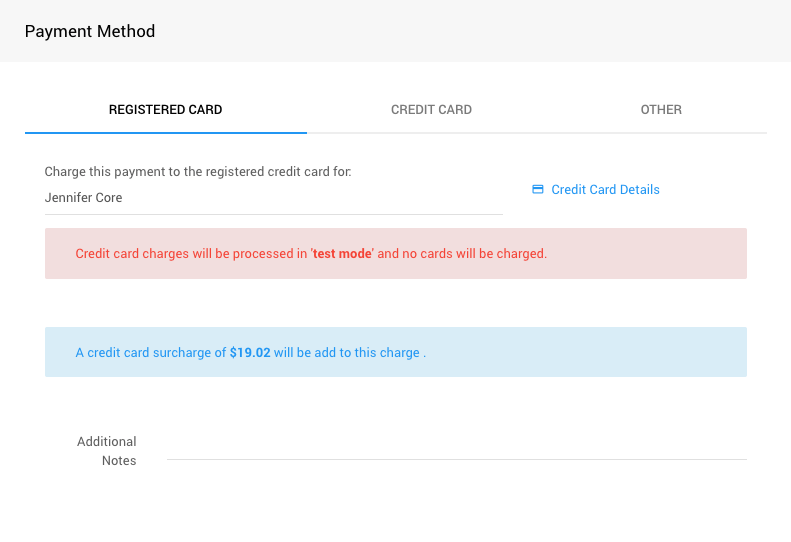 Payment Method
REGISTERED CARD CREDIT CARD OTHER
Charge this payment to the registered credit card for:
Jennifer Core
Credit Card Details
Credit card charges will be processed in 'test mode' and no cards will be charged.
A credit card surcharge of $19.02 will be add to this charge .
Additional
Notes